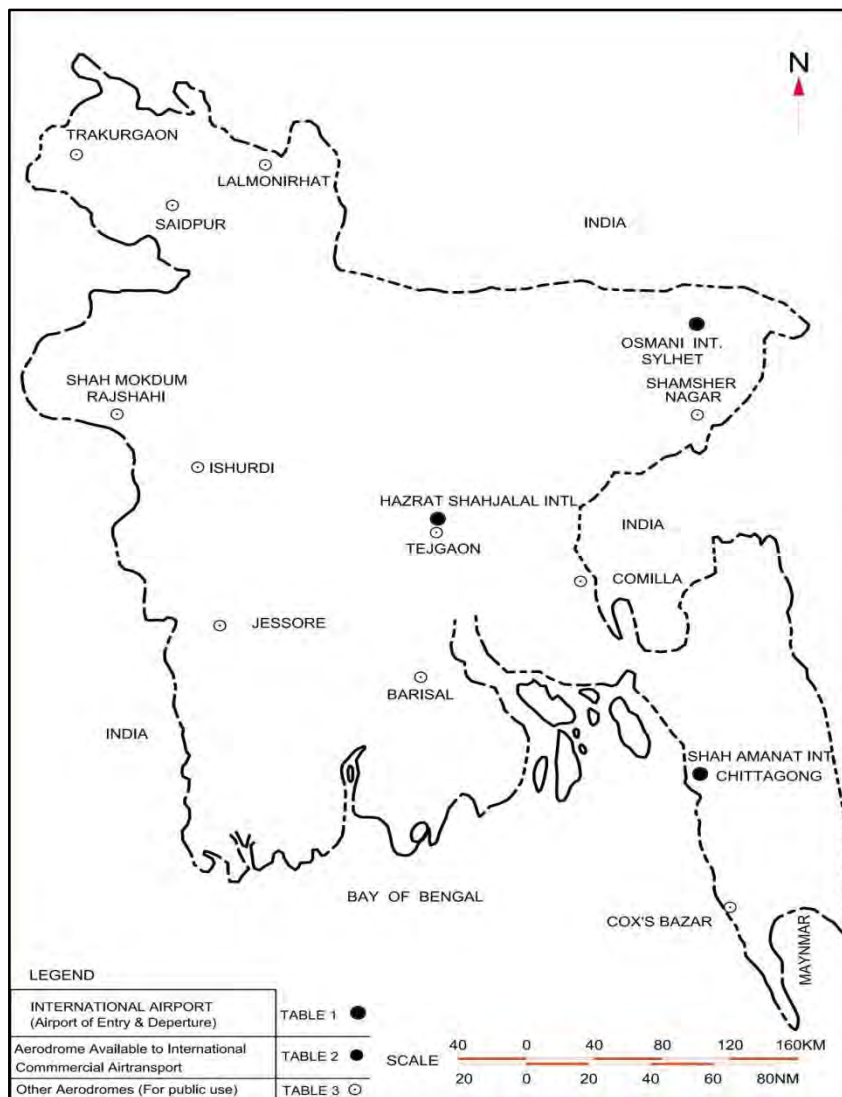 N
TRAKURGAON
LALMONIRHAT
SAIDPUR
INDIA
OSMANI INT.
SYLHET
SHAH MOKDUM
RAJSHAHI
SHAMSHER
NAGAR
ISHURDI
HAZRAT SHAHJALAL INTL
TEJGAON
INDIA
COMILLA
JESSORE
BARISAL
INDIA
SHAH AMANAT INT
CHITTAGONG
BAY OF BENGAL
COX'S BAZAR
MAYNMAR
LEGEND
INTERNATIONAL AIRPORT
(Airport of Entry & Deperture)
TABLE 1
Aerodrome Available to International
Commmercial Airtransport
TABLE 2
Other Aerodromes (For public use)
TABLE 3
SCALE
40 0 40 80 120 160KM
20 0 40 60 80NM